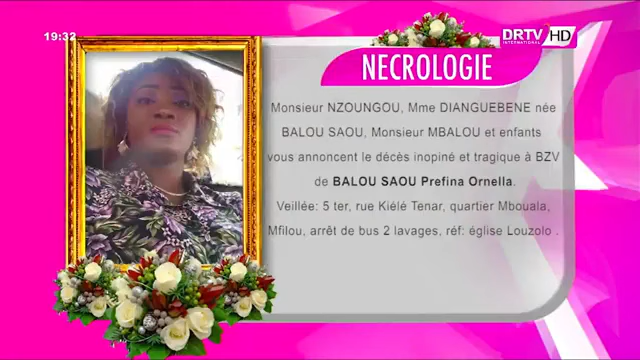 19:32
DRTV HD
INTERNATIONAL
NECROLOGIE
Monsieur NZOUNGOU, Mme DIANGUEBENE née
BALOU SAOU, Monsieur MBALOU et enfants
vous annoncent le décès inopiné et tragique à BZV
de BALOU SAOU Prefina Ornella.
Veillée: 5 ter, rue Kiélé Tenar, quartier Mbouala,
Mfilou, arrêt de bus 2 lavages, réf: église Louzolo .